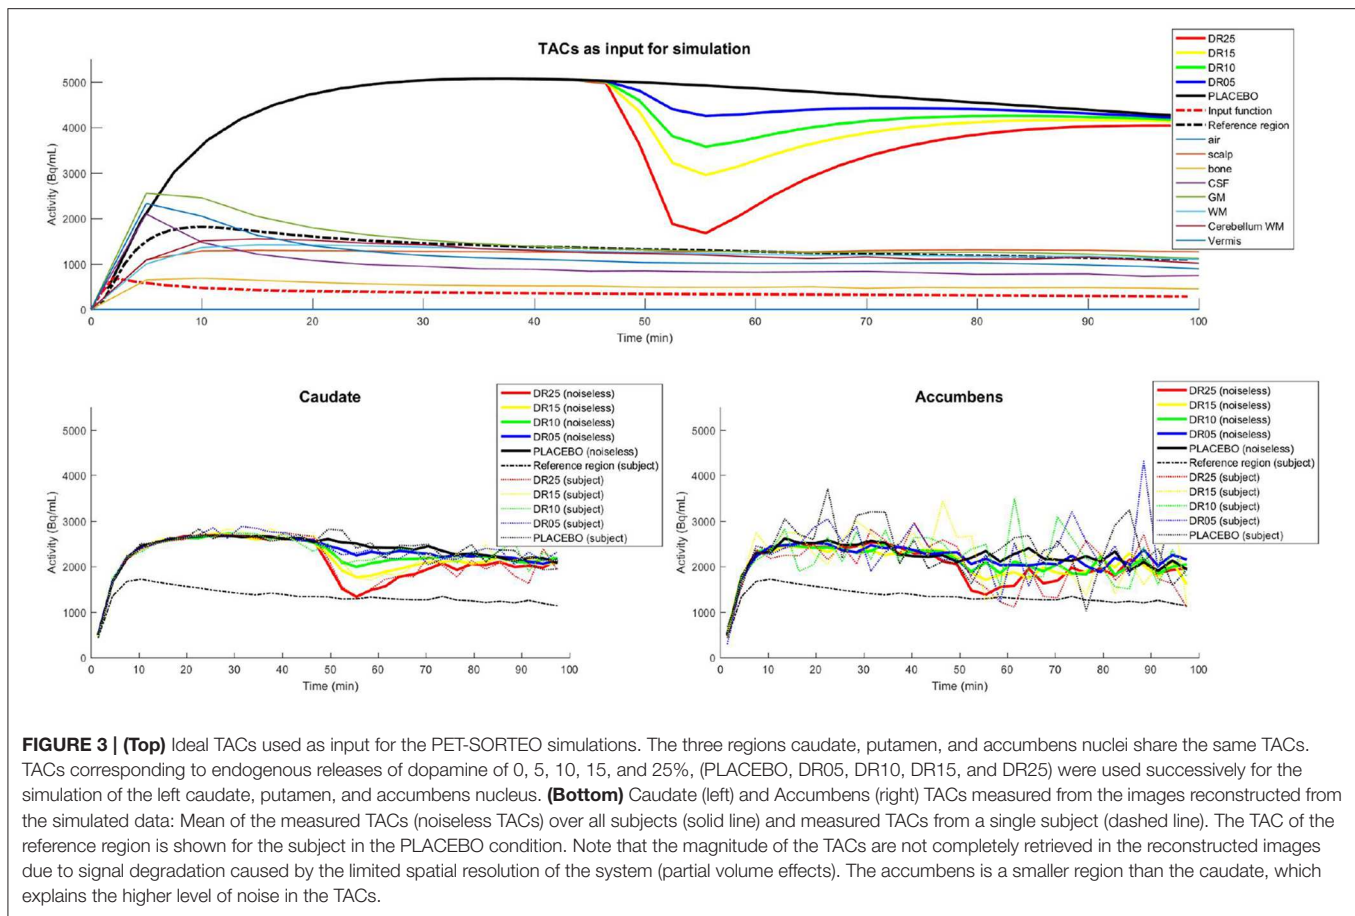 TACs as input for simulation
Activity (Bq/mL)
5000
4000
3000
2000
1000
0
0 10 20 30 40 50 60 70 80 90 100
Time (min)
DR25
DR15
DR10
DR05
PLACEBO
Input function
Reference region
air
scalp
bone
CSF
GM
WM
Cerebellum WM
Vermis
Caudate
Activity (Bq/mL)
5000
4000
3000
2000
1000
0
0 10 20 30 40 50 60 70 80 90 100
Time (min)
DR25 (noiseless)
DR15 (noiseless)
DR10 (noiseless)
DR05 (noiseless)
PLACEBO (noiseless)
Reference region (subject)
DR25 (subject)
DR15 (subject)
DR10 (subject)
DR05 (subject)
PLACEBO (subject)
Accumbens
Activity (Bq/mL)
5000
4000
3000
2000
1000
0
0 10 20 30 40 50 60 70 80 90 100
Time (min)
DR25 (noiseless)
DR15 (noiseless)
DR10 (noiseless)
DR05 (noiseless)
PLACEBO (noiseless)
Reference region (subject)
DR25 (subject)
DR15 (subject)
DR10 (subject)
DR05 (subject)
PLACEBO (subject)
FIGURE 3 | (Top) Ideal TACs used as input for the PET-SORTEO simulations. The three regions caudate, putamen, and accumbens nuclei share the same TACs.
TACs corresponding to endogenous releases of dopamine of 0, 5, 10, 15, and 25%, (PLACEBO, DR05, DR10, DR15, and DR25) were used successively for the
simulation of the left caudate, putamen, and accumbens nucleus. (Bottom) Caudate (left) and Accumbens (right) TACs measured from the images reconstructed from
the simulated data: Mean of the measured TACs (noiseless TACs) over all subjects (solid line) and measured TACs from a single subject (dashed line). The TAC of the
reference region is shown for the subject in the PLACEBO condition. Note that the magnitude of the TACs are not completely retrieved in the reconstructed images
due to signal degradation caused by the limited spatial resolution of the system (partial volume effects). The accumbens is a smaller region than the caudate, which
explains the higher level of noise in the TACs.